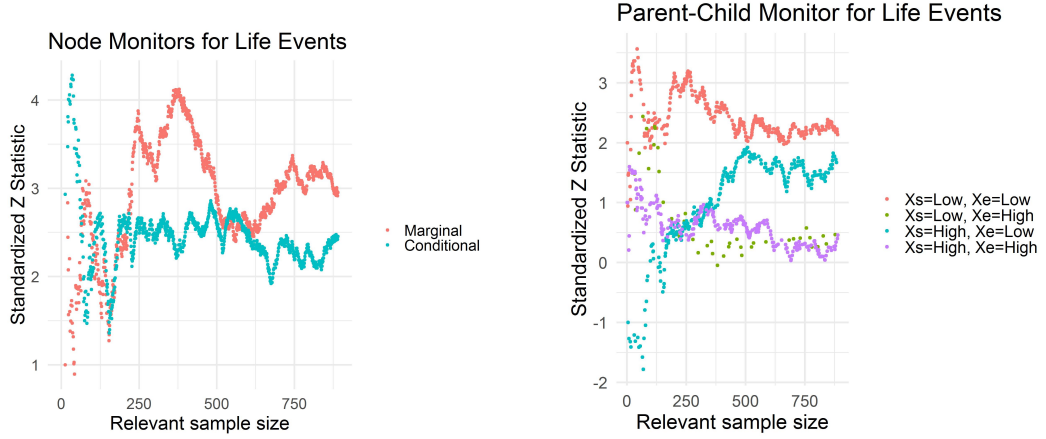 Node Monitors for Life Events
Standardized Z Statistic
4
3
2
1
0
250
500
750
Relevant sample size
Marginal
Conditional
Parent-Child Monitor for Life Events
Standardized Z Statistic
3
2
1
0
-1
-2
0
250
500
750
Relevant sample size
Xs=Low, Xe=Low
Xs=Low, Xe=High
Xs=High, Xe=Low
Xs=High, Xe=High